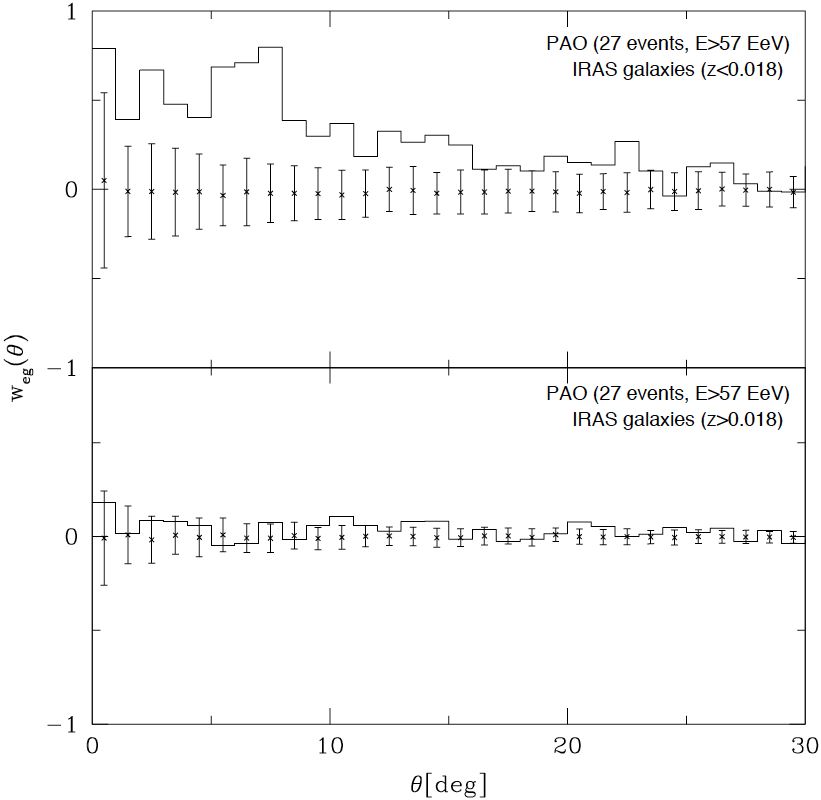 1
PAO (27 events, E>57 EeV)
IRAS galaxies (z<0.018)
0
w_eg(θ)
−1
PAO (27 events, E>57 EeV)
IRAS galaxies (z>0.018)
0
−1
0 10 20 30
θ[deg]